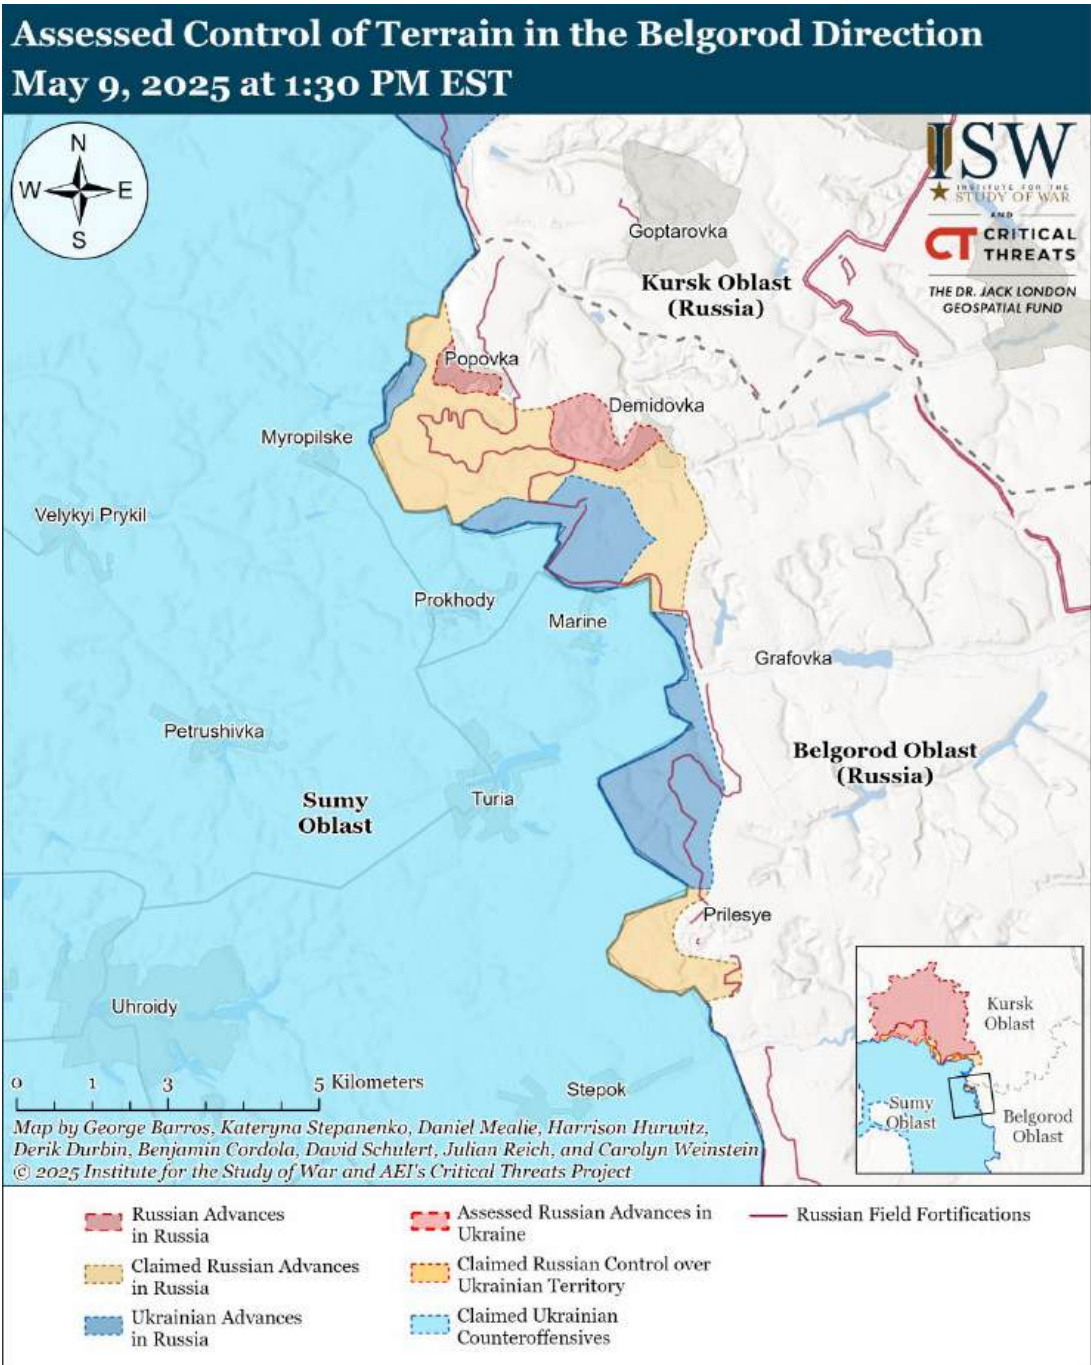 Assessed Control of Terrain in the Belgorod Direction
May 9, 2025 at 1:30 PM EST
N
W
E
S
ISW
INSTITUTE FOR THE
STUDY OF WAR
AND
CT CRITICAL
THREATS
THE DR. JACK LONDON
GEOSPATIAL FUND
Goptarovka
Kursk Oblast
(Russia)
Popovka
Demidovka
Myropilske
Velykyi Prykil
Prokhody
Marine
Grafovka
Petrushivka
Belgorod Oblast
(Russia)
Sumy
Oblast
Turia
Prilesye
Uhroidy
Stepok
0 1 3 5 Kilometers
Kursk
Oblast
Sumy
Oblast
Belgorod
Oblast
Map by George Barros, Kateryna Stepanenko, Daniel Mealie, Harrison Hurwitz,
Derik Durbin, Benjamin Cordola, David Schulert, Julian Reich, and Carolyn Weinstein
© 2025 Institute for the Study of War and AEI's Critical Threats Project
Russian Advances
in Russia
Claimed Russian Advances
in Russia
Ukrainian Advances
in Russia
Assessed Russian Advances in
Ukraine
Claimed Russian Control over
Ukrainian Territory
Claimed Ukrainian
Counteroffensives
Russian Field Fortifications